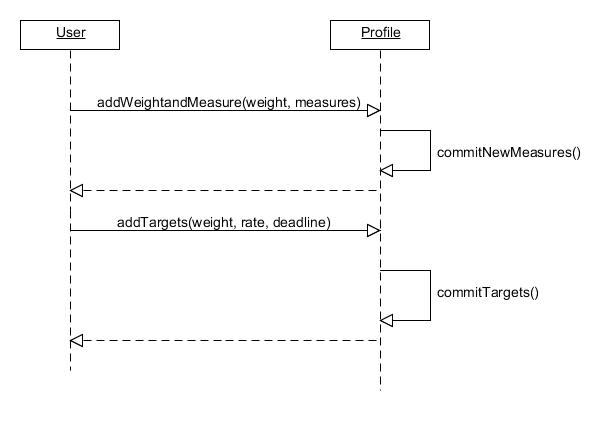 User
Profile
addWeightandMeasure(weight, measures)
commitNewMeasures()
addTargets(weight, rate, deadline)
commitTargets()